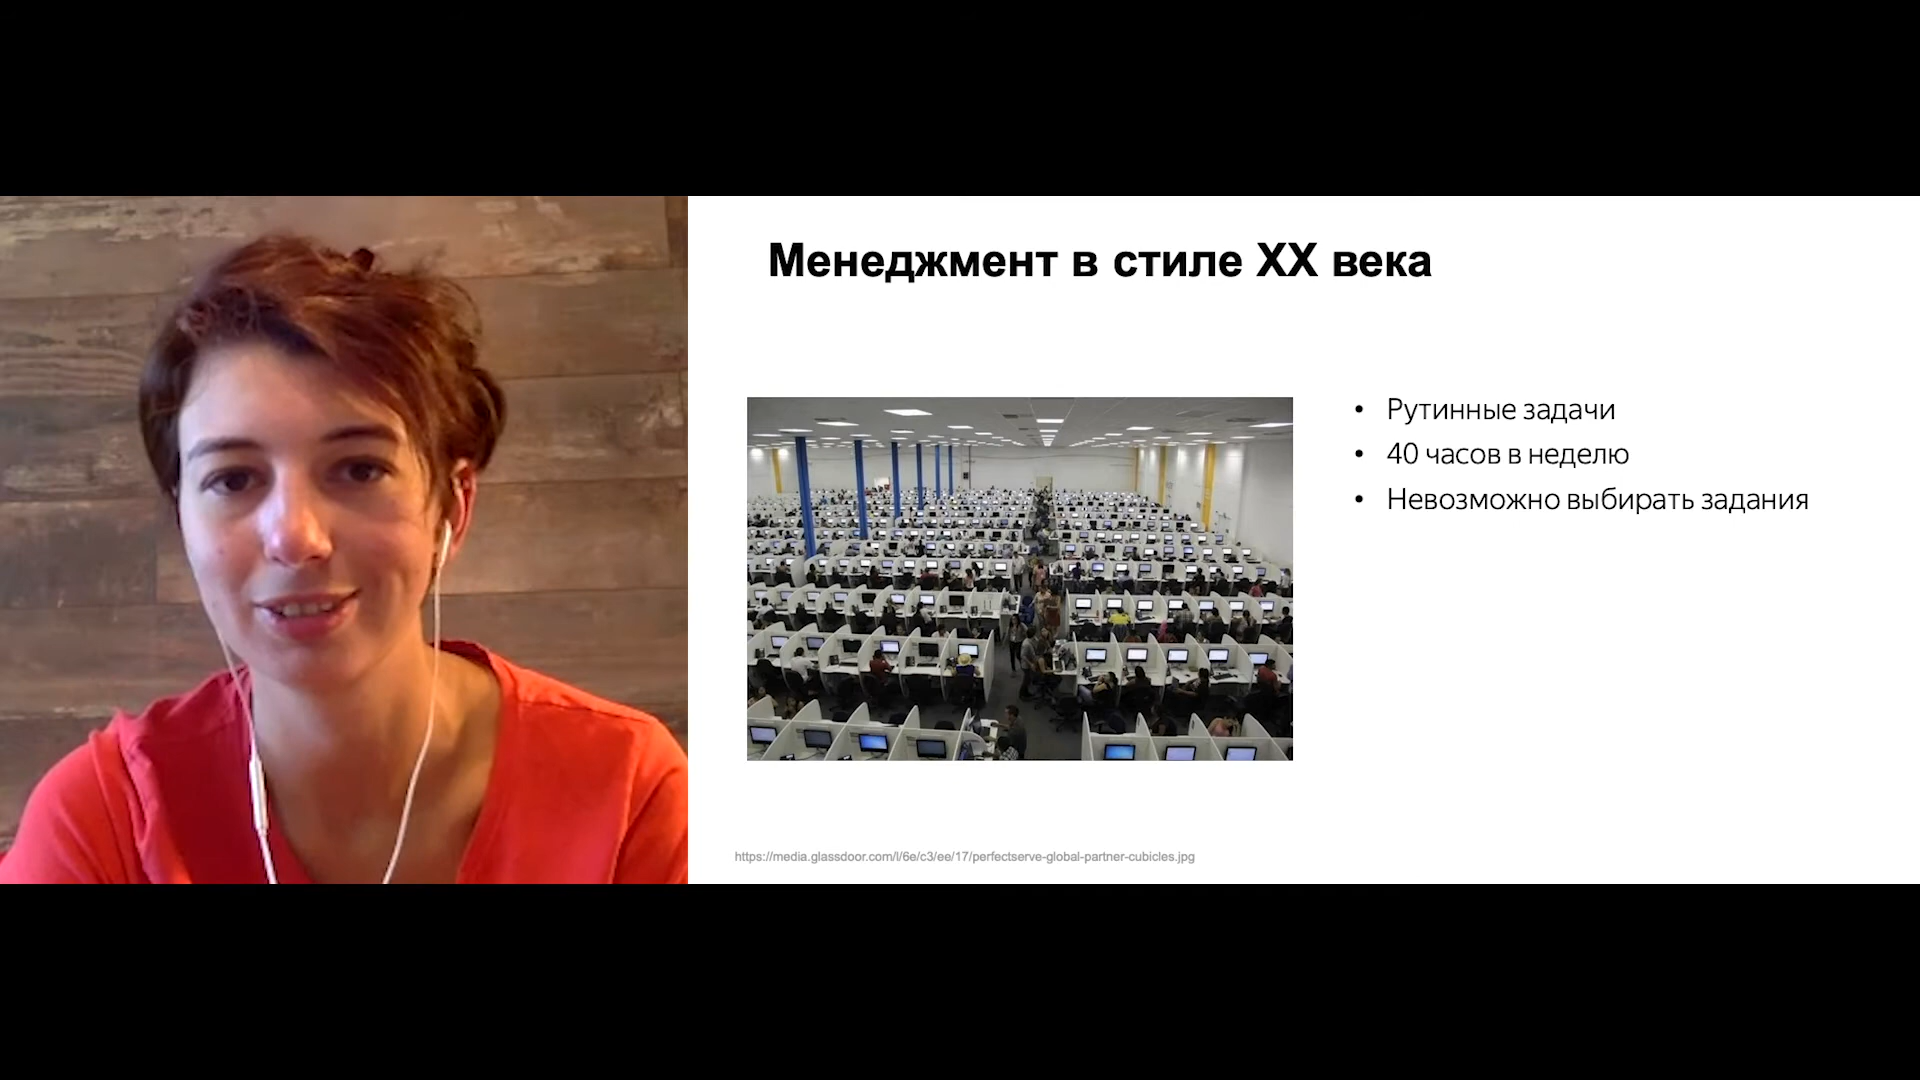 Менеджмент в стиле XX века
• Рутинные задачи
• 40 часов в неделю
• Невозможно выбирать задания
https://media.glassdoor.com/l/6e/c3/ee/17/perfectserve-global-partner-cubicles.jpg